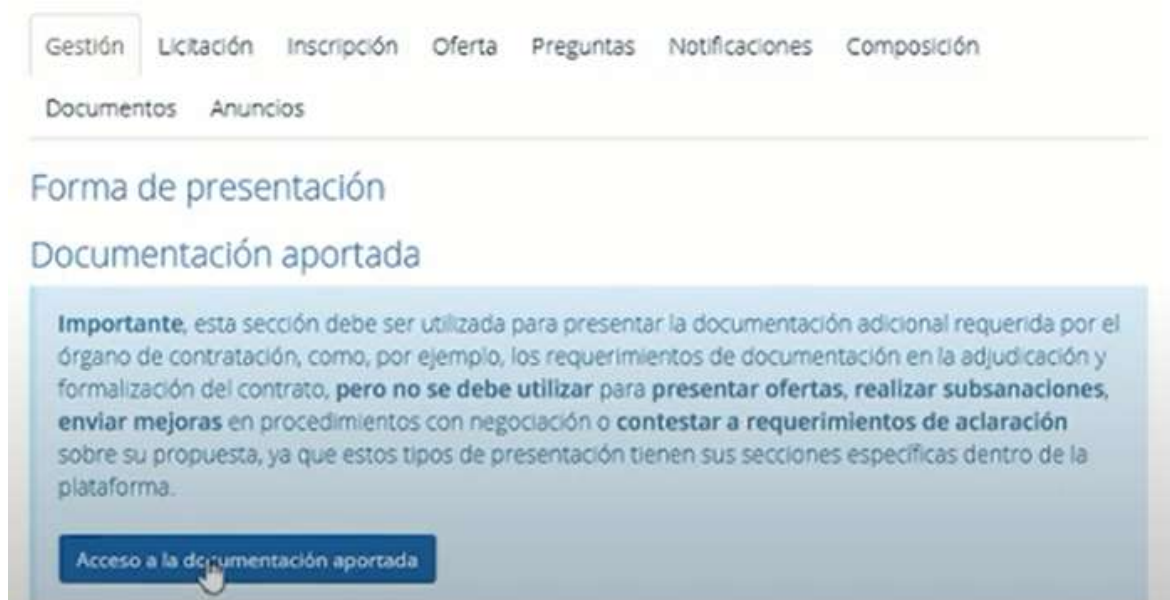 Gestión Licitación Inscripción Oferta Preguntas Notificaciones Composición
Documentos Anuncios
Forma de presentación
Documentación aportada
Importante, esta sección debe ser utilizada para presentar la documentación adicional requerida por el
órgano de contratación, como, por ejemplo, los requerimientos de documentación en la adjudicación y
formalización del contrato, pero no se debe utilizar para presentar ofertas, realizar subsanaciones,
enviar mejoras en procedimientos con negociación o contestar a requerimientos de aclaración
sobre su propuesta, ya que estos tipos de presentación tienen sus secciones específicas dentro de la
plataforma.
Acceso a la documentación aportada